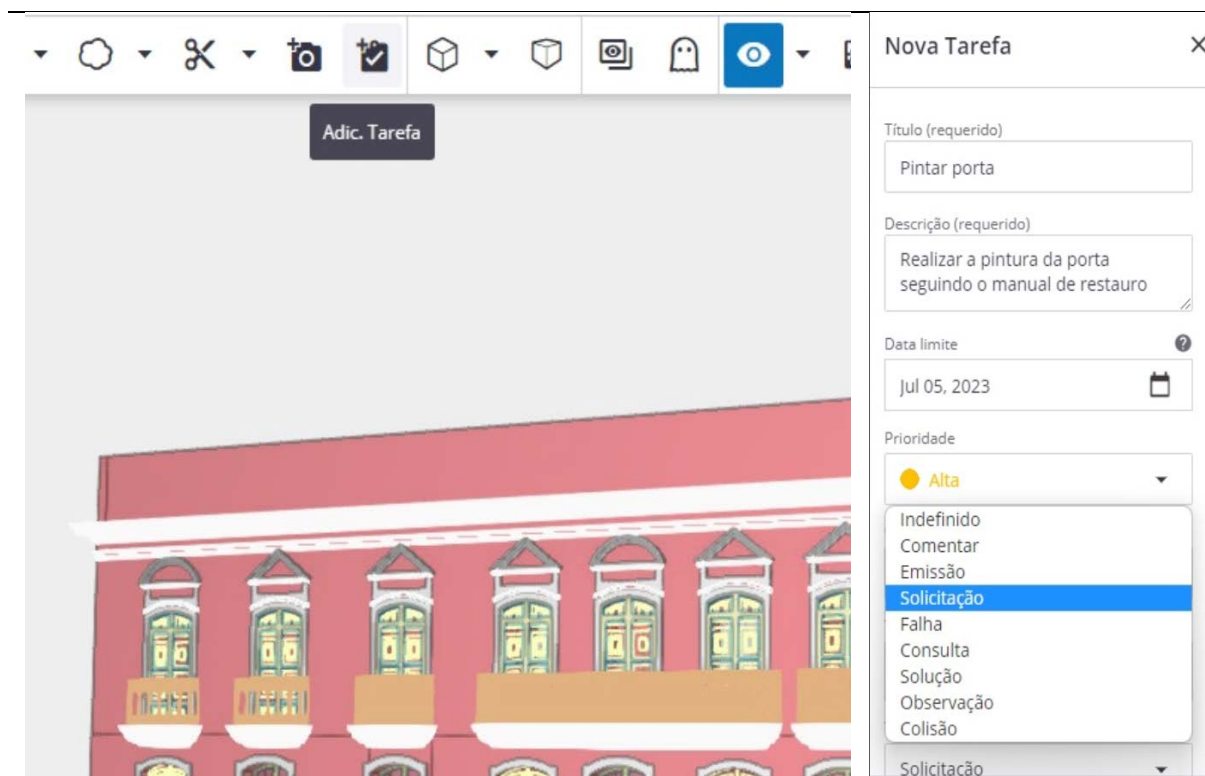 Adic. Tarefa
Nova Tarefa
Título (requerido)
Pintar porta
Descrição (requerido)
Realizar a pintura da porta
seguindo o manual de restauro
Data limite
Jul 05, 2023
Prioridade
Alta
Indefinido
Comentar
Emissão
Solicitação
Falha
Consulta
Solução
Observação
Colisão
Solicitação